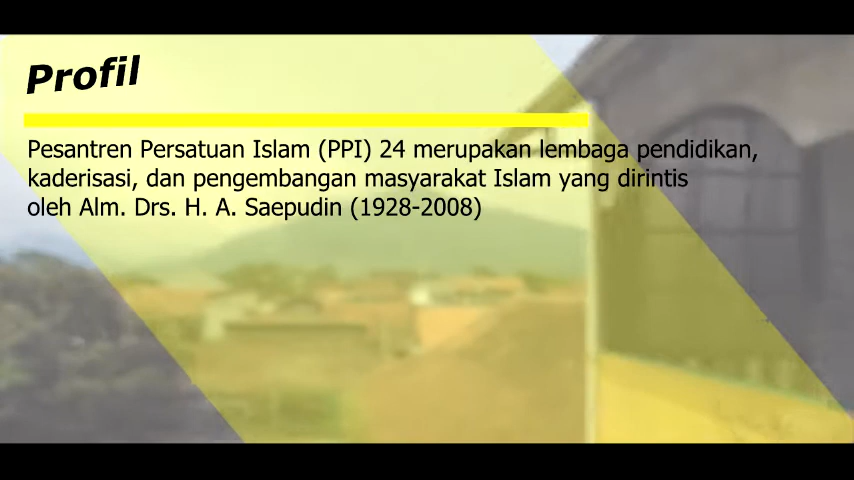 Profil
Pesantren Persatuan Islam (PPI) 24 merupakan lembaga pendidikan,
kaderisasi, dan pengembangan masyarakat Islam yang dirintis
oleh Alm. Drs. H. A. Saepudin (1928-2008)